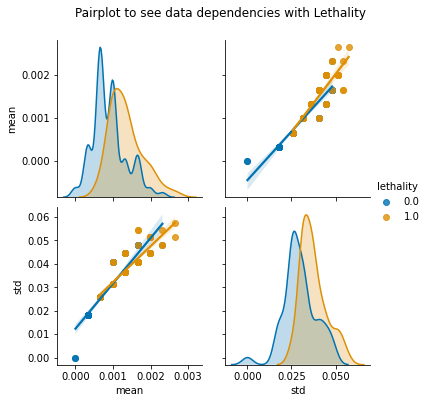 Pairplot to see data dependencies with Lethality
mean
0.002
0.001
0.000
lethality
0.0
1.0
std
0.06
0.05
0.04
0.03
0.02
0.01
0.00
0.000 0.001 0.002 0.003
mean
0.000 0.025 0.050
std